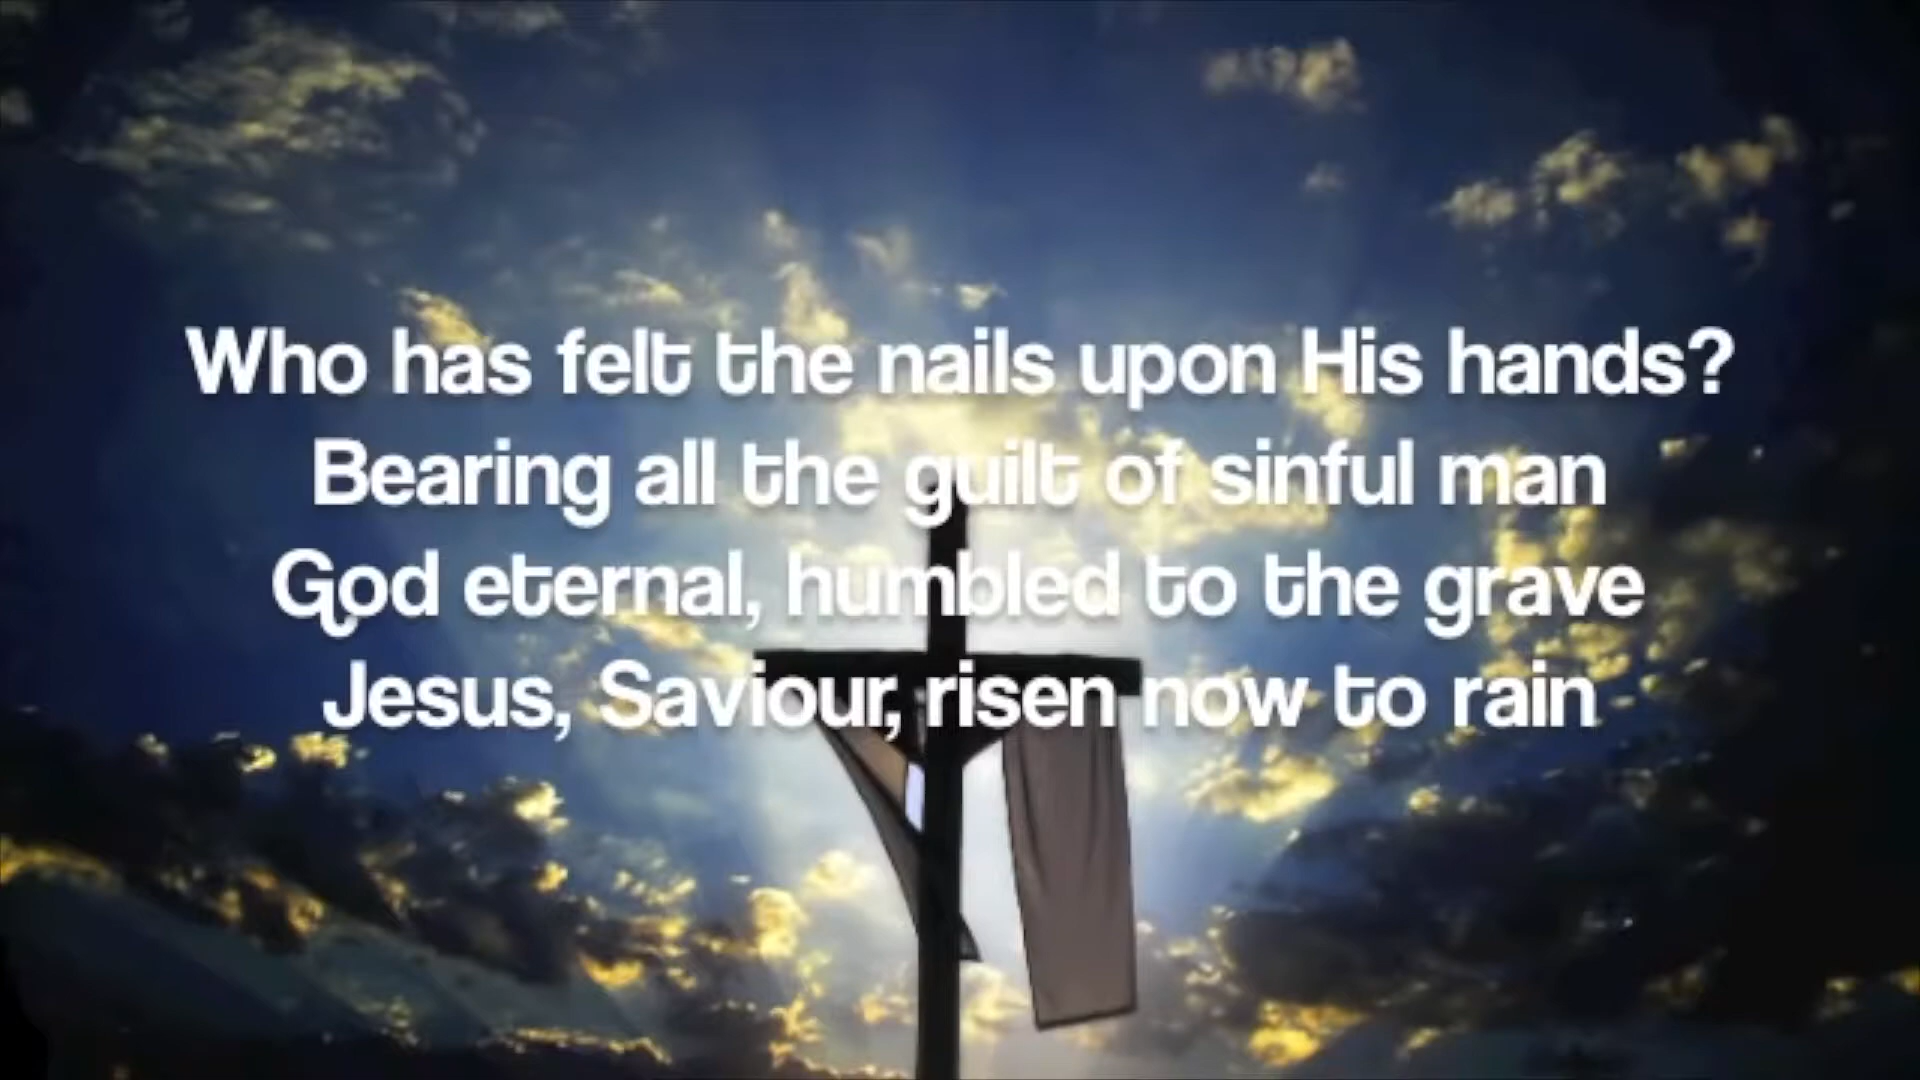 Who has felt the nails upon His hands?
Bearing all the guilt of sinful man
God eternal, humbled to the grave
Jesus, Saviour, risen now to rain